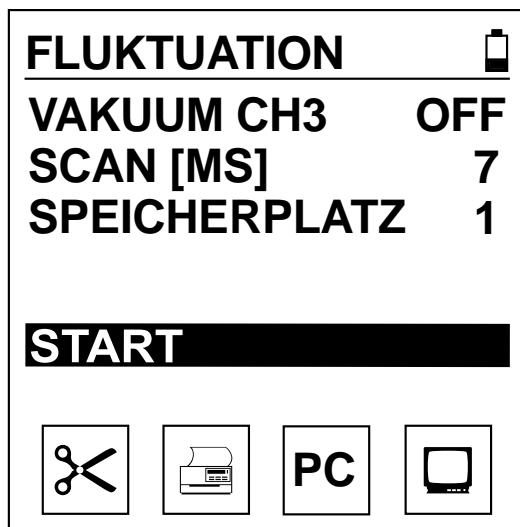 FLUKTUATION
VAKUUM CH3 OFF
SCAN [MS] 7
SPEICHERPLATZ 1
START
PC